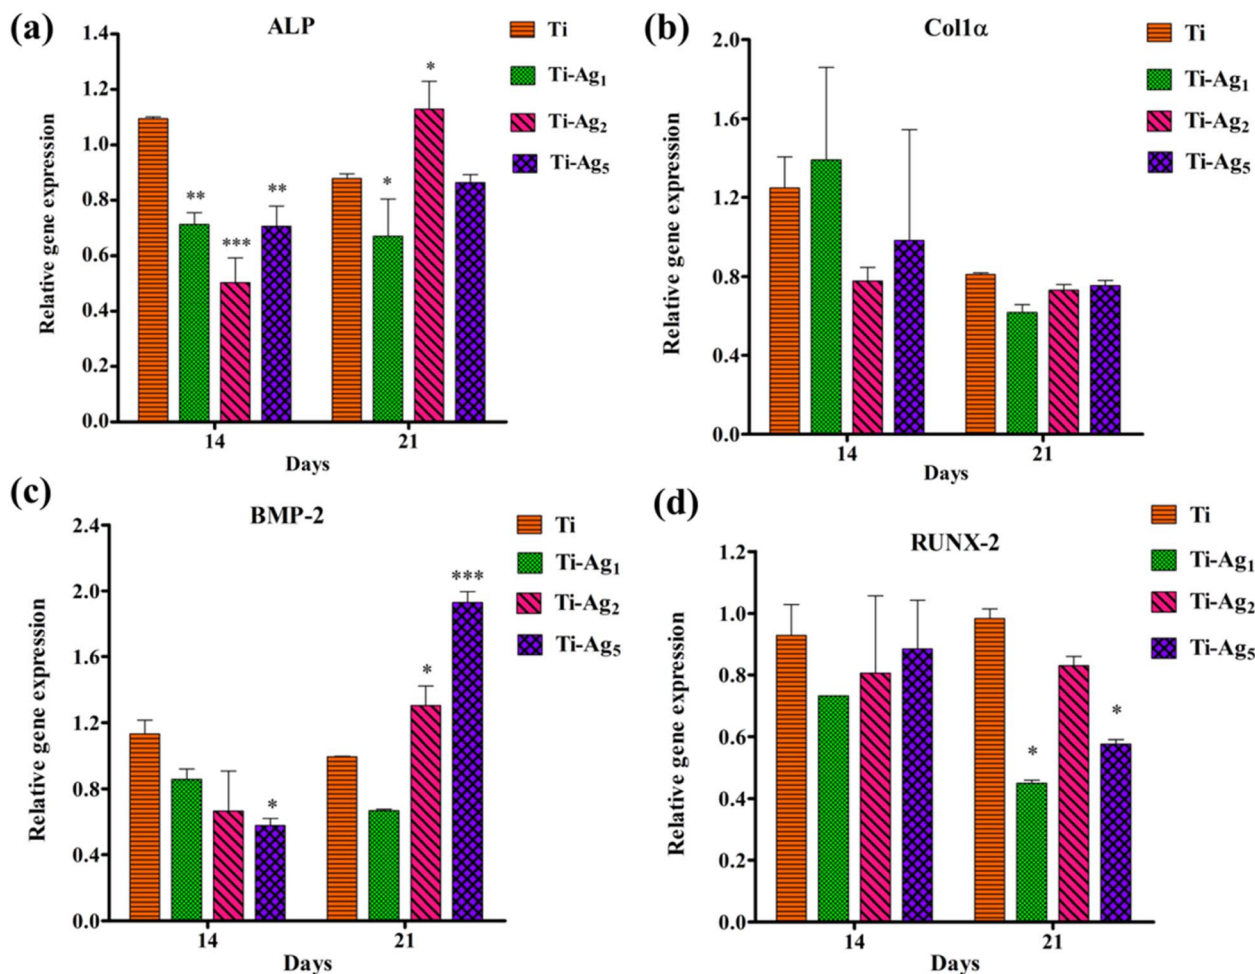 (a)
ALP
Relative gene expression
1.4
1.2
1.0
0.8
0.6
0.4
0.2
0.0
**
***
**
*
*
14
21
Days
Ti
Ti-Ag1
Ti-Ag2
Ti-Ag5
(b)
Col1α
Relative gene expression
2.0
1.6
1.2
0.8
0.4
0.0
14
21
Days
Ti
Ti-Ag1
Ti-Ag2
Ti-Ag5
(c)
BMP-2
Relative gene expression
2.4
2.0
1.6
1.2
0.8
0.4
0.0
*
*
***
14
21
Days
Ti
Ti-Ag1
Ti-Ag2
Ti-Ag5
(d)
RUNX-2
Relative gene expression
1.2
1.0
0.8
0.6
0.4
0.2
0.0
*
*
14
21
Days
Ti
Ti-Ag1
Ti-Ag2
Ti-Ag5